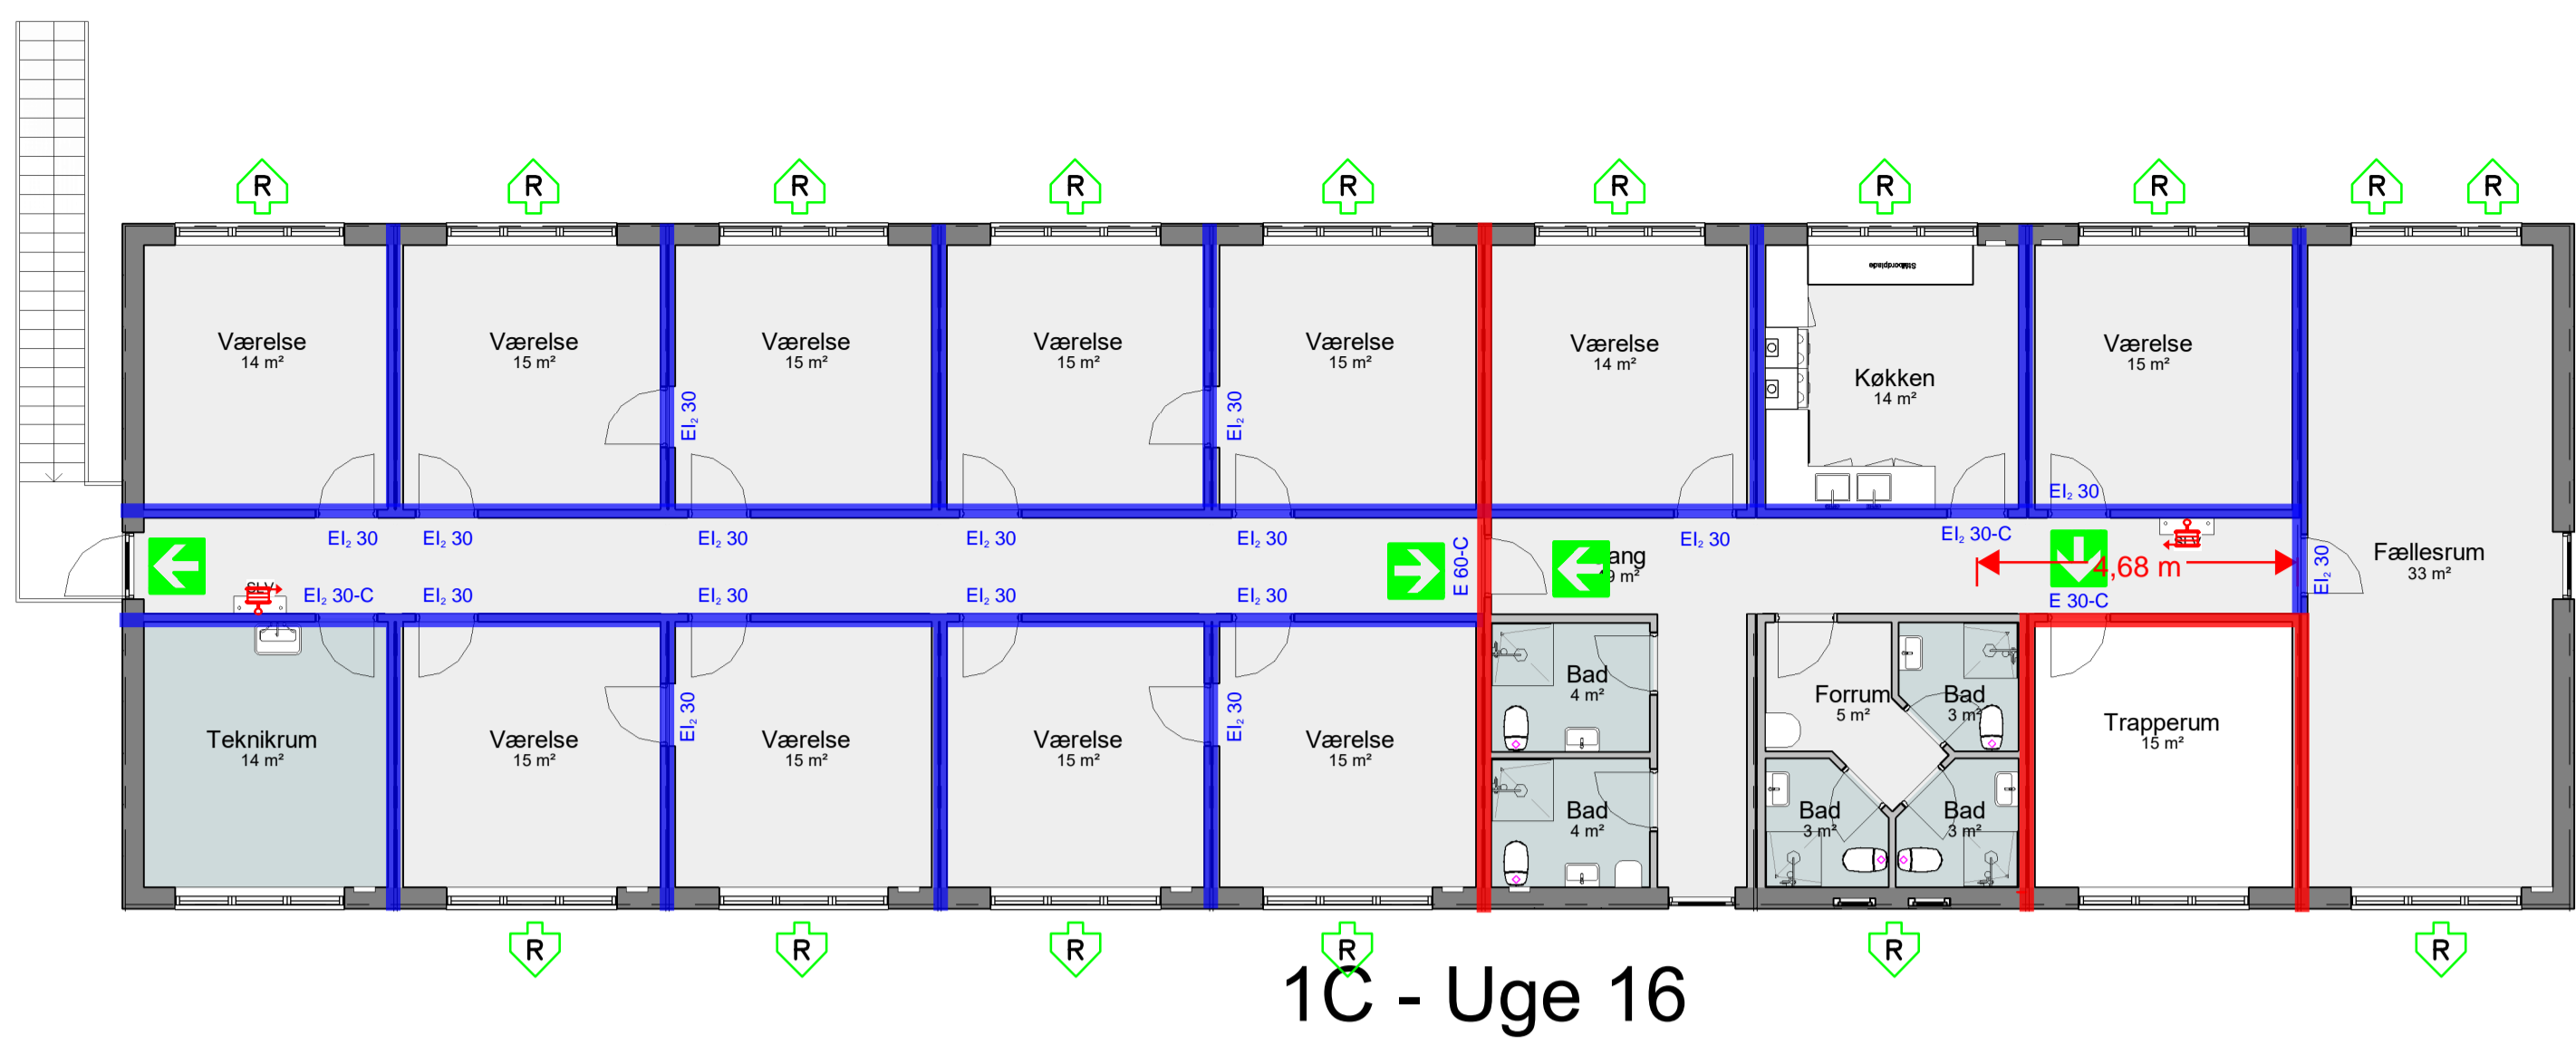 R R R R R R R R R R
Stålbordplade
Værelse
14 m²
Værelse
15 m²
Værelse
15 m²
Værelse
15 m²
Værelse
15 m²
Værelse
14 m²
Køkken
14 m²
Værelse
15 m²
EI₂ 30
EI₂ 30
EI₂ 30
EI₂ 30
EI₂ 30
EI₂ 30
EI₂ 30
EI₂ 30
EI₂ 30
EI₂ 30-C
Fællesrum
33 m²
E 60-C
4,68 m
EI₂ 30
SLV
SLV
EI₂ 30-C
EI₂ 30
EI₂ 30
EI₂ 30
EI₂ 30
E 30-C
EI₂ 30
EI₂ 30
Teknikrum
14 m²
Værelse
15 m²
Værelse
15 m²
Værelse
15 m²
Værelse
15 m²
Bad
4 m²
Forrum
5 m²
Bad
3 m²
Trapperum
15 m²
Bad
4 m²
Bad
3 m²
Bad
3 m²
R R R R R R
1C - Uge 16